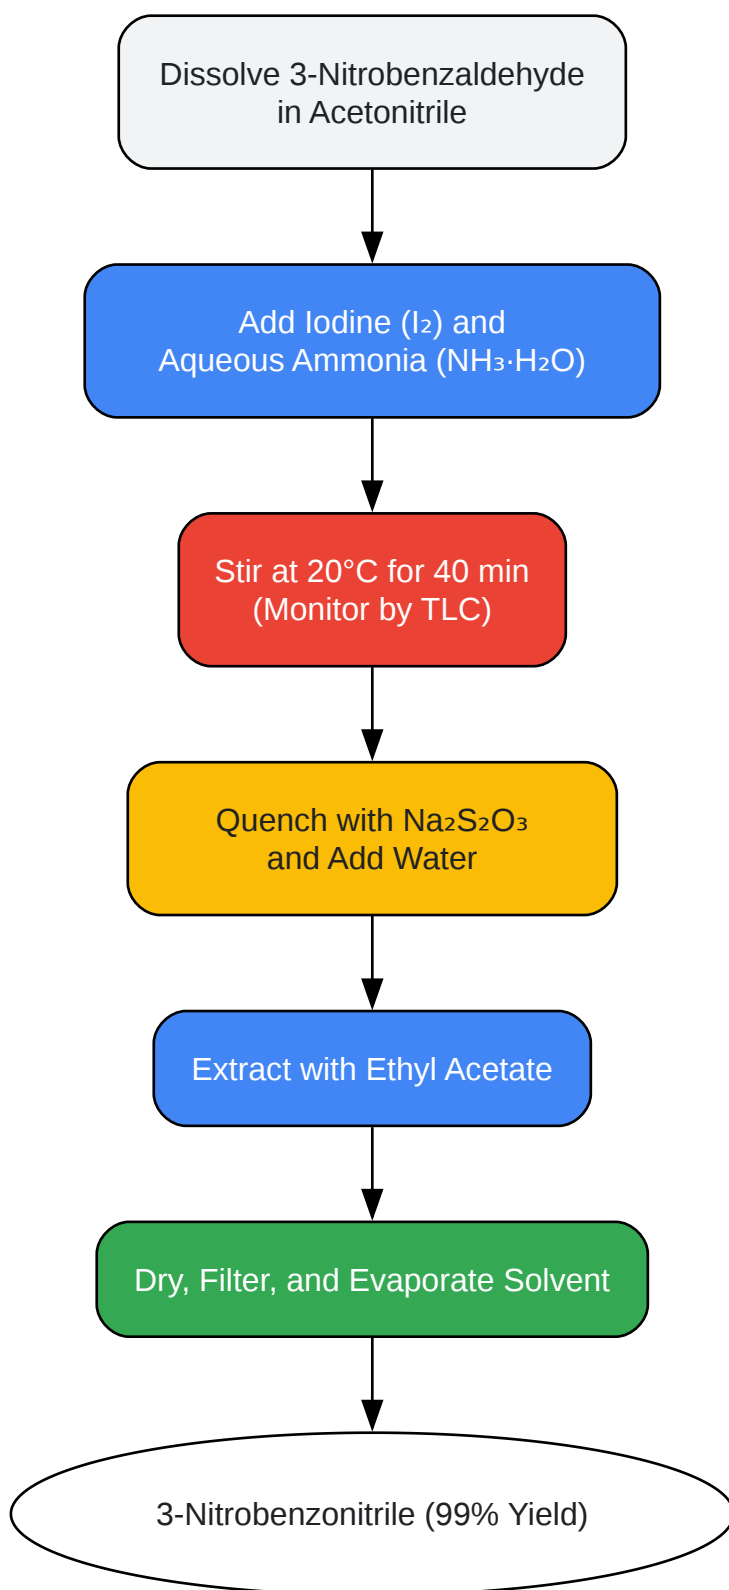 Dissolve 3-Nitrobenzaldehyde
in Acetonitrile
Add Iodine (I₂) and
Aqueous Ammonia (NH₃·H₂O)
Stir at 20°C for 40 min
(Monitor by TLC)
Quench with Na₂S₂O₃
and Add Water
Extract with Ethyl Acetate
Dry, Filter, and Evaporate Solvent
3-Nitrobenzonitrile (99% Yield)